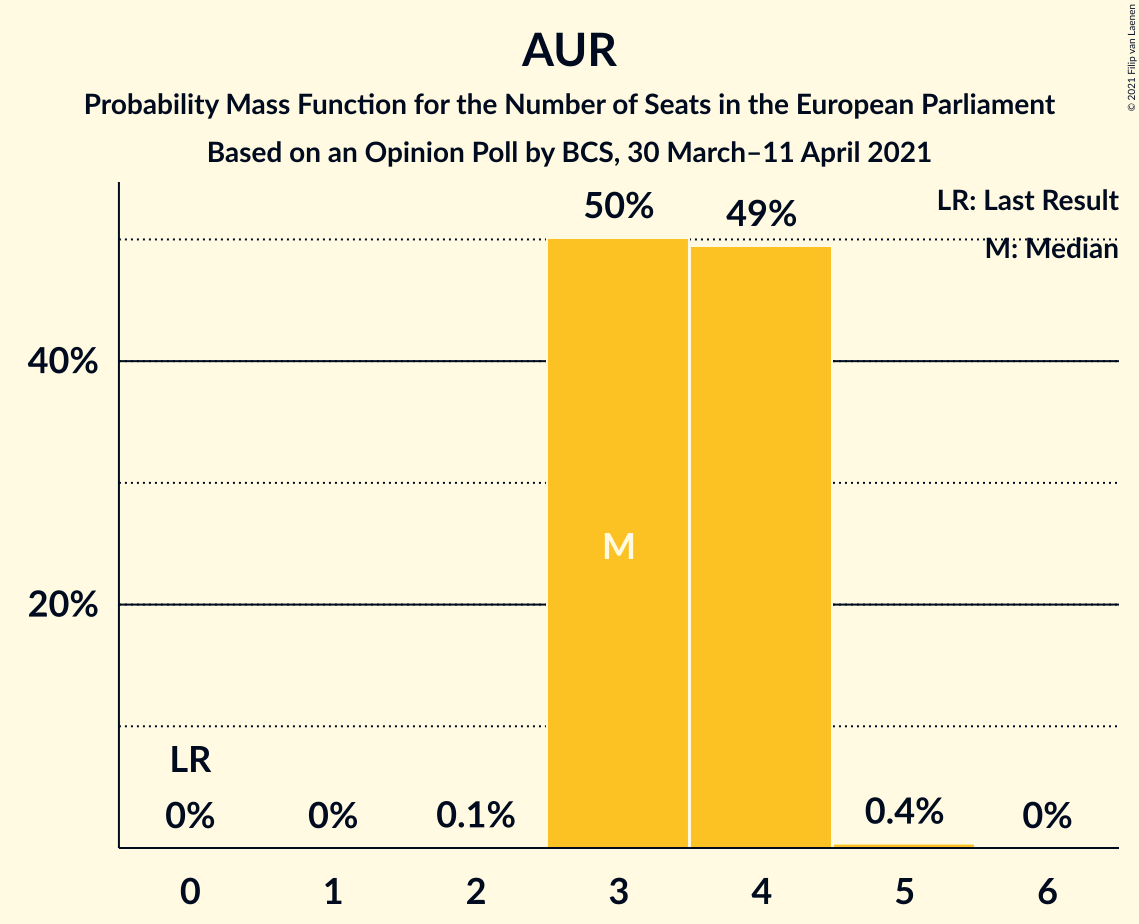 AUR
Probability Mass Function for the Number of Seats in the European Parliament
Based on an Opinion Poll by BCS, 30 March–11 April 2021
© 2021 Filip van Laenen
LR: Last Result
M: Median
50%
49%
40%
M
20%
LR
0%
0%
0.1%
0.4%
0%
0
1
2
3
4
5
6